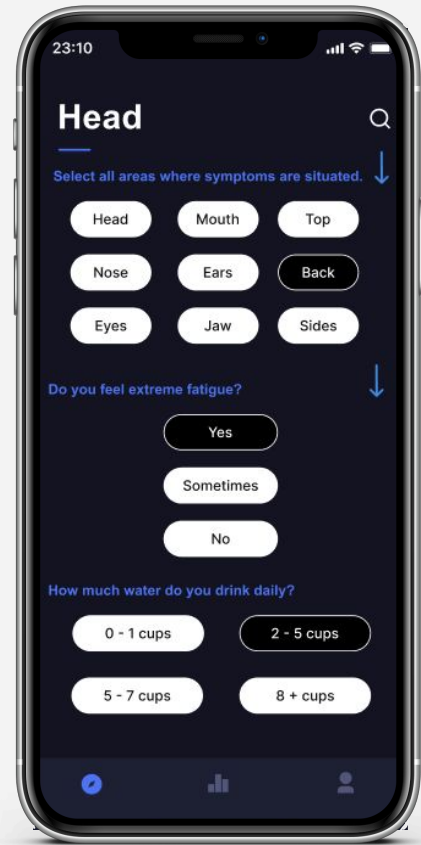 23:10
Head
Select all areas where symptoms are situated.
Head Mouth Top
Nose Ears Back
Eyes Jaw Sides
Do you feel extreme fatigue?
Yes
Sometimes
No
How much water do you drink daily?
0 - 1 cups 2 - 5 cups
5 - 7 cups 8 + cups